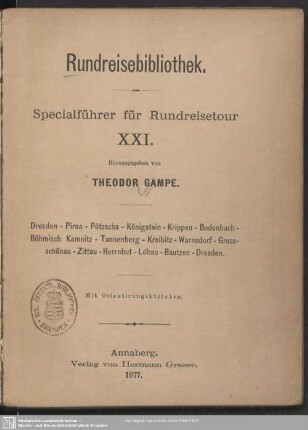 Rundreisebibliothek.
Specialführer für Rundreisetour
XXI.
Herausgegeben von
THEODOR GAMPE.
Dresden - Pirna - Pötzscha - Königstein - Krippen - Bodenbach -
Böhmisch Kamnitz - Tannenberg - Kreibitz - Warnsdorf - Gross-
schönau - Zittau - Herrnhut - Löbau - Bautzen - Dresden.
Mit Orientirungskärtchen.
DRESDEN
Annaberg.
Verlag von Hermann Graser.
1877.